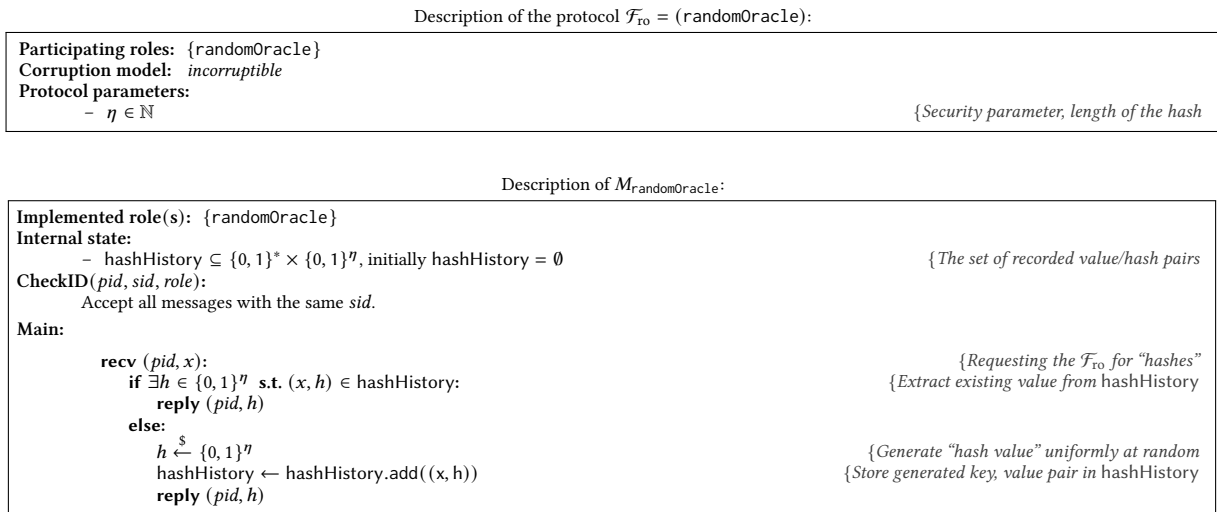 Description of the protocol ℱ_ro = (randomOracle):
Participating roles: {randomOracle}
Corruption model: incorruptible
Protocol parameters:
– η ∈ ℕ {Security parameter, length of the hash
Description of M_randomOracle:
Implemented role(s): {randomOracle}
Internal state:
– hashHistory ⊆ {0, 1}* × {0, 1}^η, initially hashHistory = ∅ {The set of recorded value/hash pairs
CheckID(pid, sid, role):
Accept all messages with the same sid.
Main:
recv (pid, x): {Requesting the ℱ_ro for “hashes”
if ∃h ∈ {0, 1}^η s.t. (x, h) ∈ hashHistory: {Extract existing value from hashHistory
reply (pid, h)
else:
h ←$ {0, 1}^η {Generate “hash value” uniformly at random
hashHistory ← hashHistory.add((x, h)) {Store generated key, value pair in hashHistory
reply (pid, h)